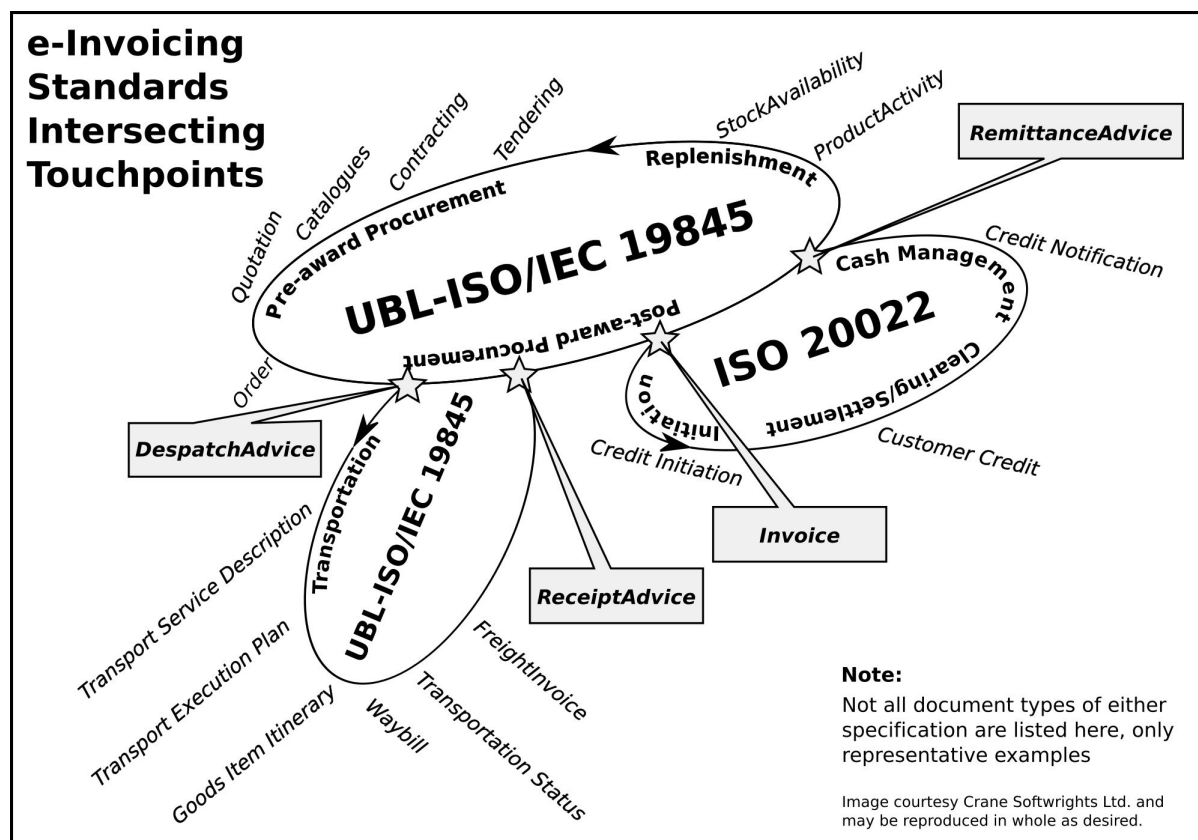 e-Invoicing
Standards
Intersecting
Touchpoints
StockAvailability
ProductActivity
Tendering
Contracting
Catalogues
Quotation
Order
RemittanceAdvice
Replenishment
Pre-award Procurement
UBL-ISO/IEC 19845
Post-award Procurement
Credit Notification
Cash Management
ISO 20022
Clearing/Settlement
Initiation
Credit Initiation
Customer Credit
DespatchAdvice
Transportation
UBL-ISO/IEC 19845
Invoice
ReceiptAdvice
Transport Service Description
Transport Execution Plan
Goods Item Itinerary
Waybill
Transportation Status
FreightInvoice
Note:
Not all document types of either
specification are listed here, only
representative examples
Image courtesy Crane Softwrights Ltd. and
may be reproduced in whole as desired.